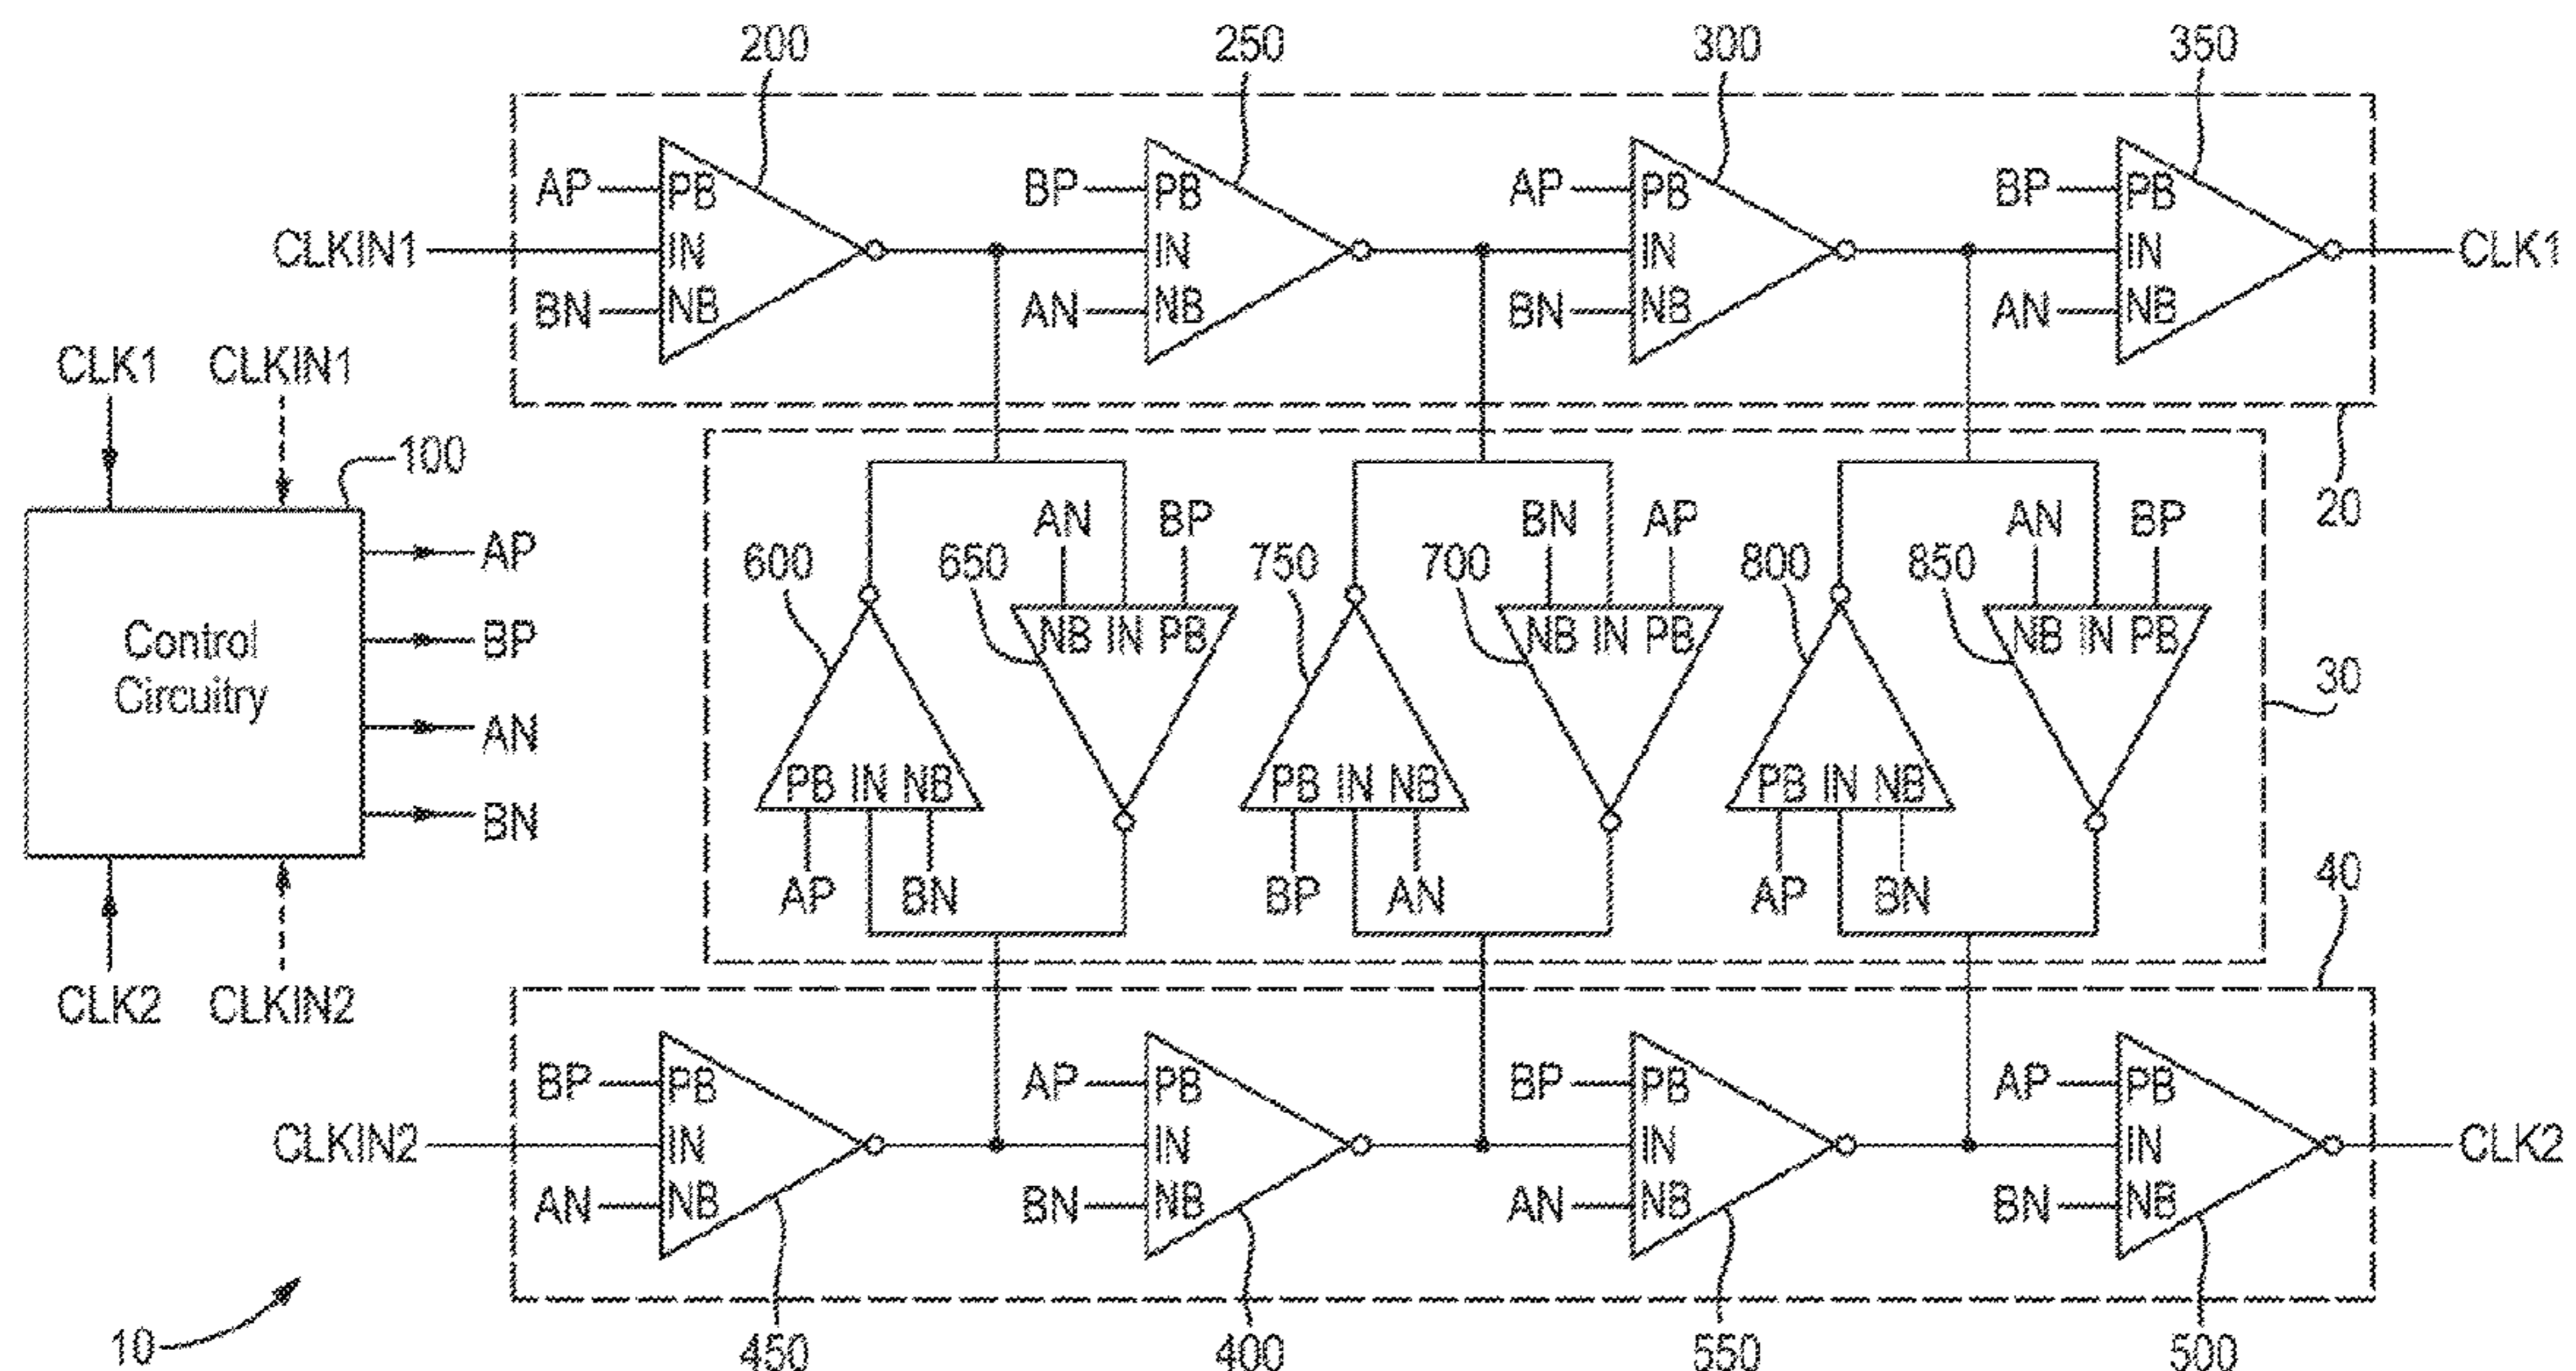 200 250 300 350
AP PB BP PB AP PB BP PB
CLKIN1 IN IN IN IN CLK1
BN NB AN NB BN NB AN NB
CLK1 CLKIN1
100
20
AN BP BN AP AN BP
600 650 750 700 800 850
NB IN PB NB IN PB NB IN PB
AP
Control
Circuitry
BP
AN
BN
30
PB IN NB PB IN NB PB IN NB
AP BN BP AN AP BN
40
CLK2 CLKIN2
BP PB AP PB BP PB AP PB
CLKIN2 IN IN IN IN CLK2
AN NB BN NB AN NB BN NB
10
450 400 550 500